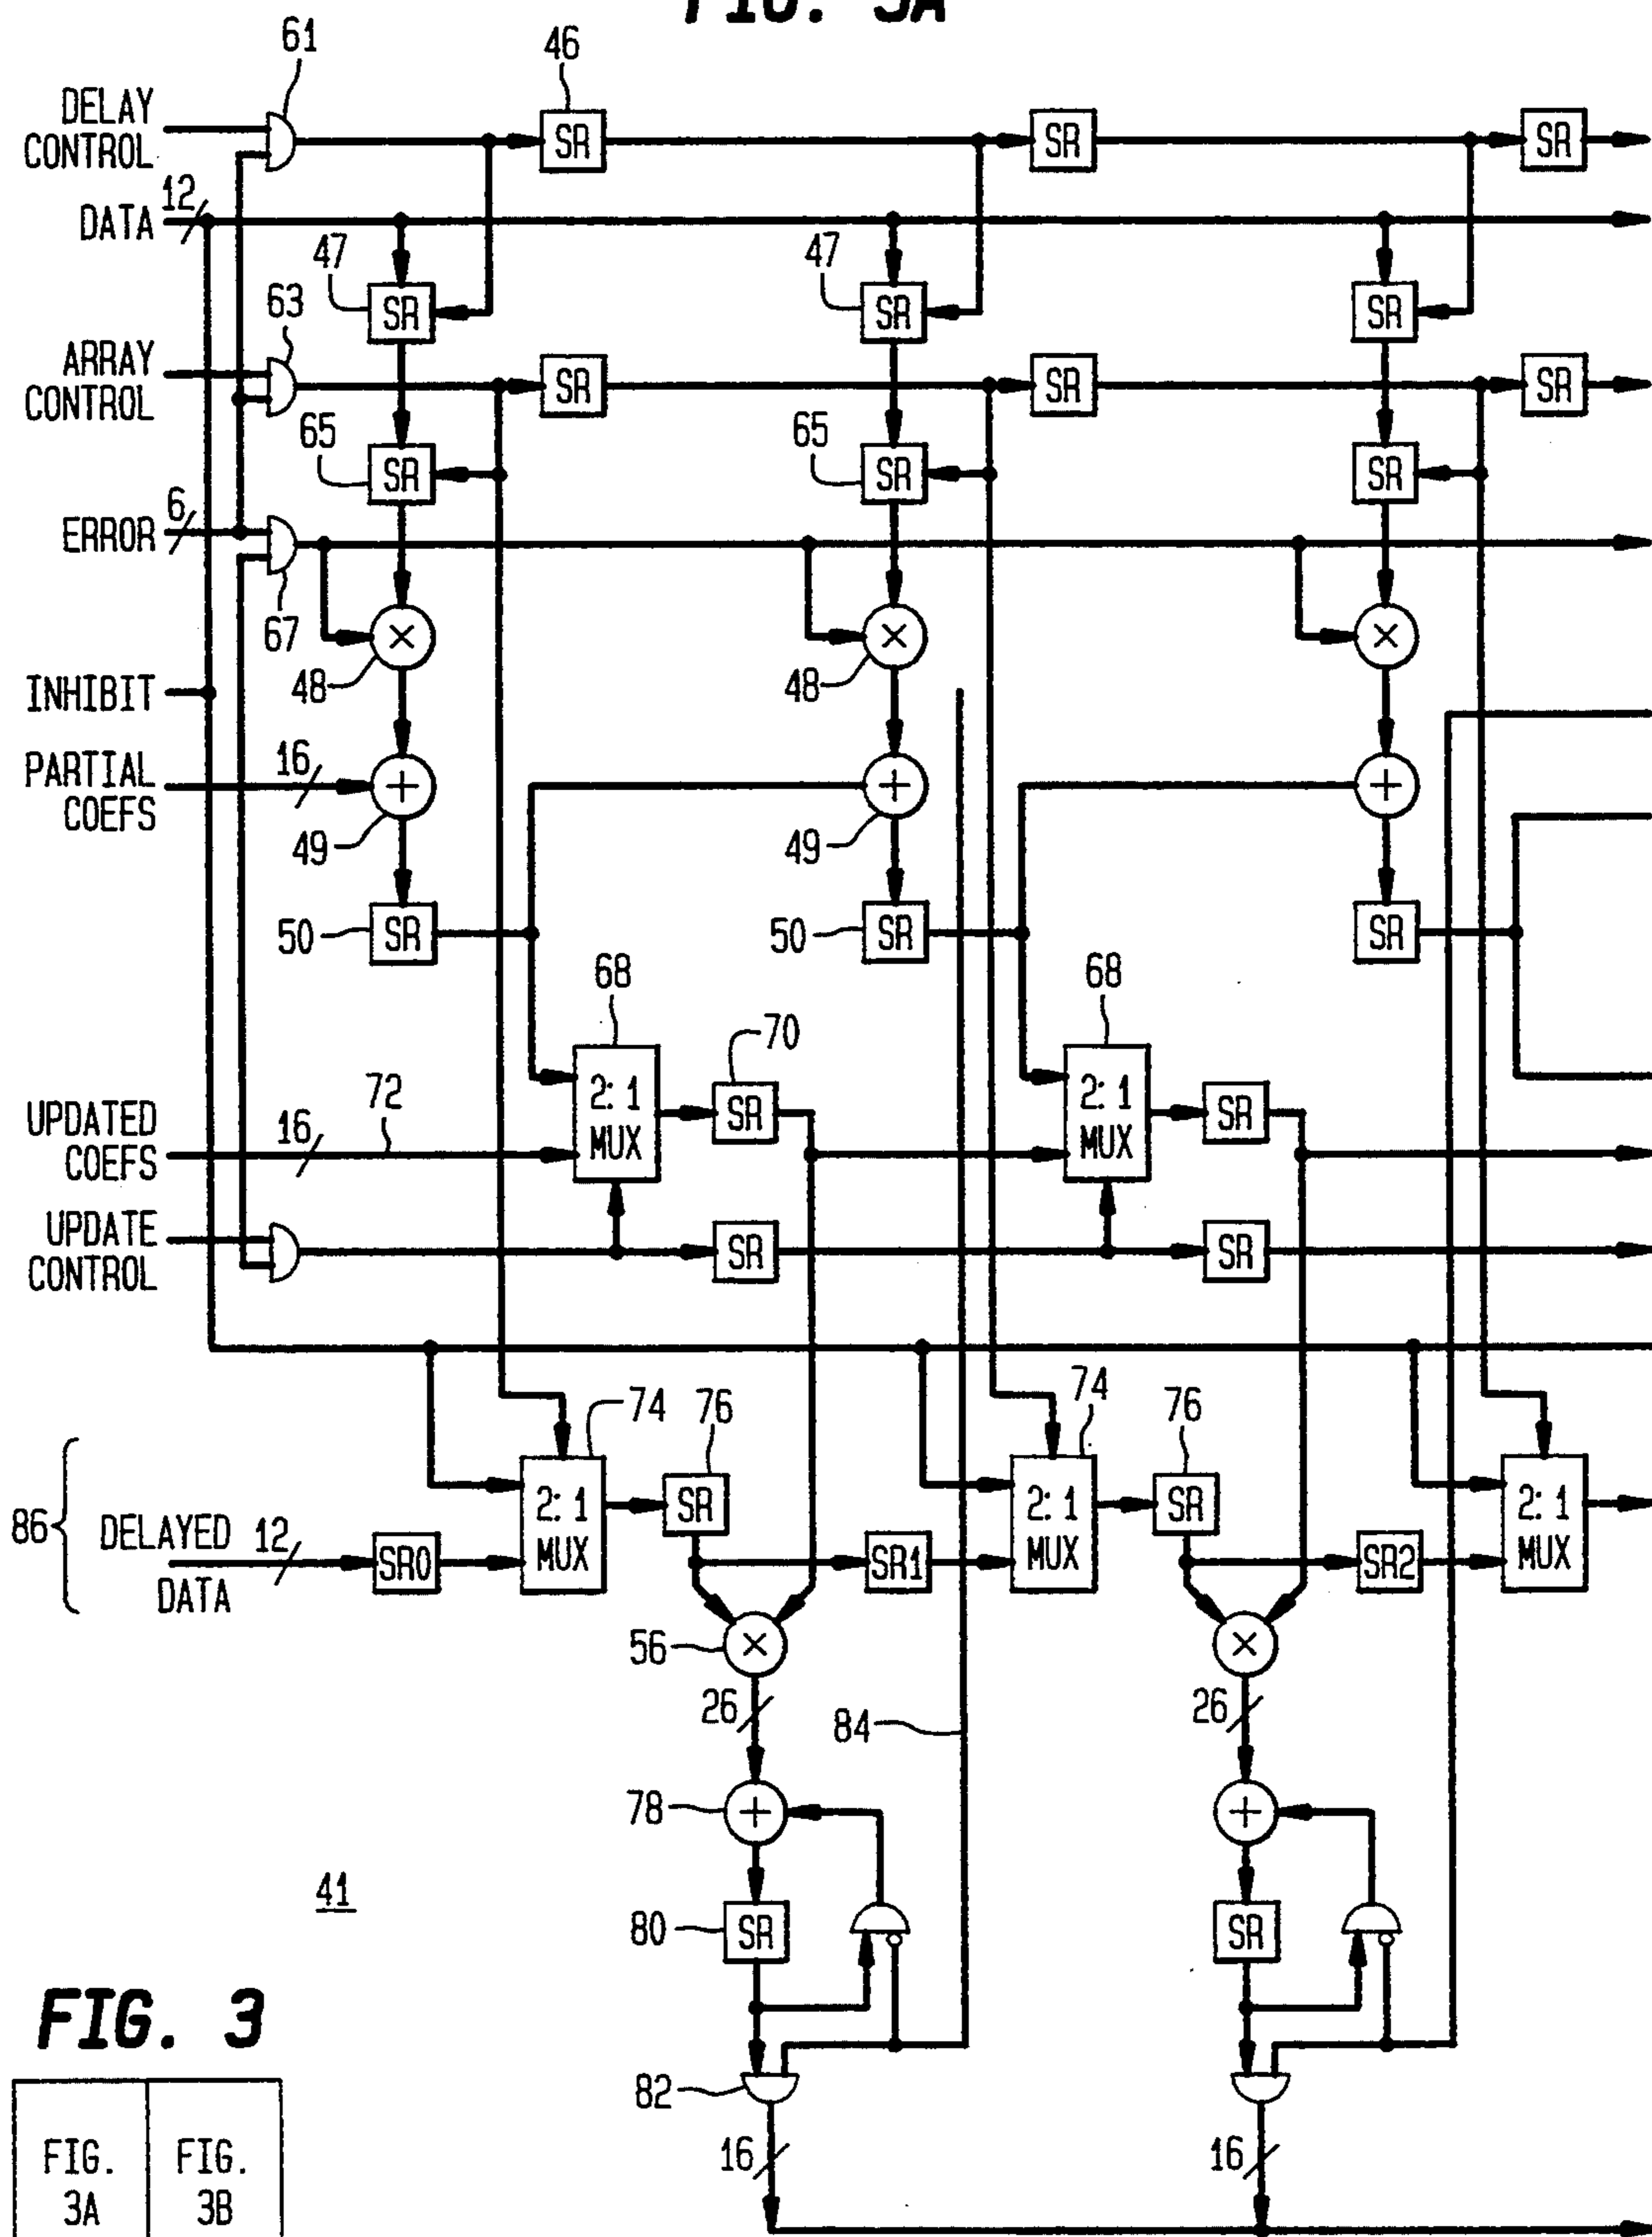 FIG. 3A
61
46
DELAY
CONTROL
SR
SR
SR
DATA
12
47
47
SR
SR
SR
63
ARRAY
CONTROL
SR
SR
SR
65
65
SR
SR
SR
ERROR
6
67
×
×
×
48
48
INHIBIT
PARTIAL
COEFS
16
+
+
+
49
49
50
SR
50
SR
SR
68
68
70
2:1
MUX
SR
2:1
MUX
SR
UPDATED
COEFS
16
72
UPDATE
CONTROL
SR
SR
74
76
74
76
86
DELAYED
DATA
12
SR0
2:1
MUX
SR
SR1
2:1
MUX
SR
SR2
2:1
MUX
56
×
×
26
84
26
78
+
+
41
80
SR
SR
FIG. 3
82
16
16
FIG.
3A
FIG.
3B